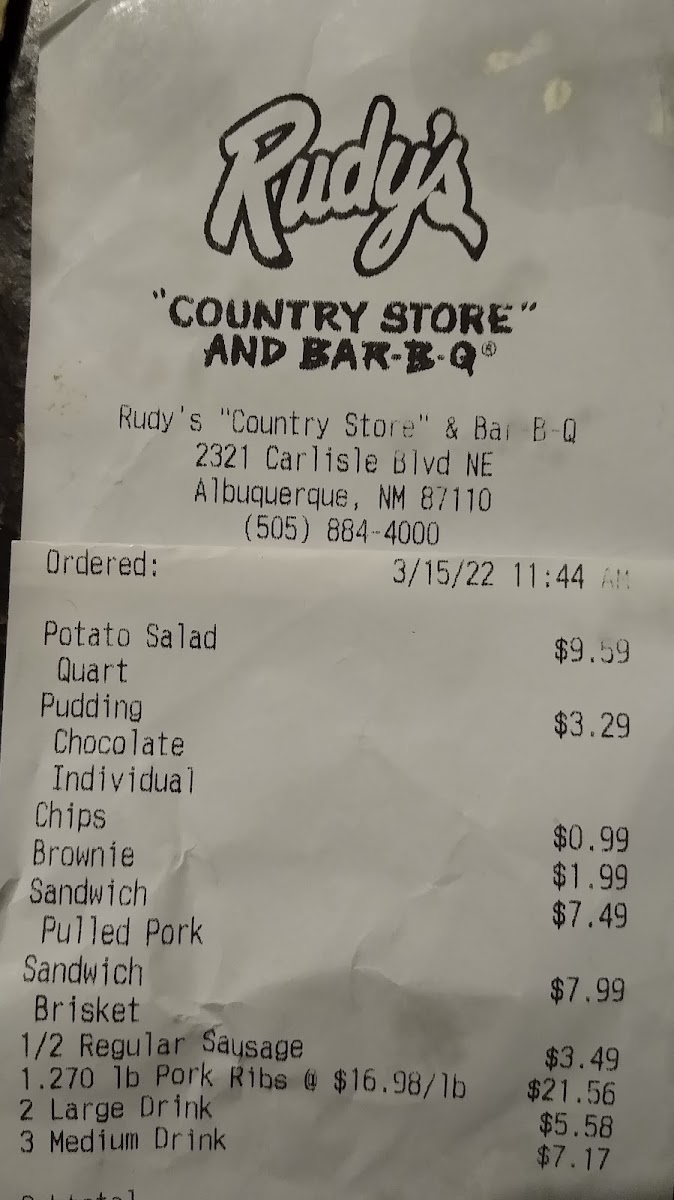 Rudy's
"COUNTRY STORE"
AND BAR-B-Q®
Rudy's "Country Store" & Bar B-Q
2321 Carlisle Blvd NE
Albuquerque, NM 87110
(505) 884-4000
Ordered: 3/15/22 11:44 AM
Potato Salad $9.59
Quart
Pudding $3.29
Chocolate
Individual
Chips $0.99
Brownie $1.99
Sandwich $7.49
Pulled Pork
Sandwich $7.99
Brisket
1/2 Regular Sausage $3.49
1.270 lb Pork Ribs @ $16.98/lb $21.56
2 Large Drink $5.58
3 Medium Drink $7.17